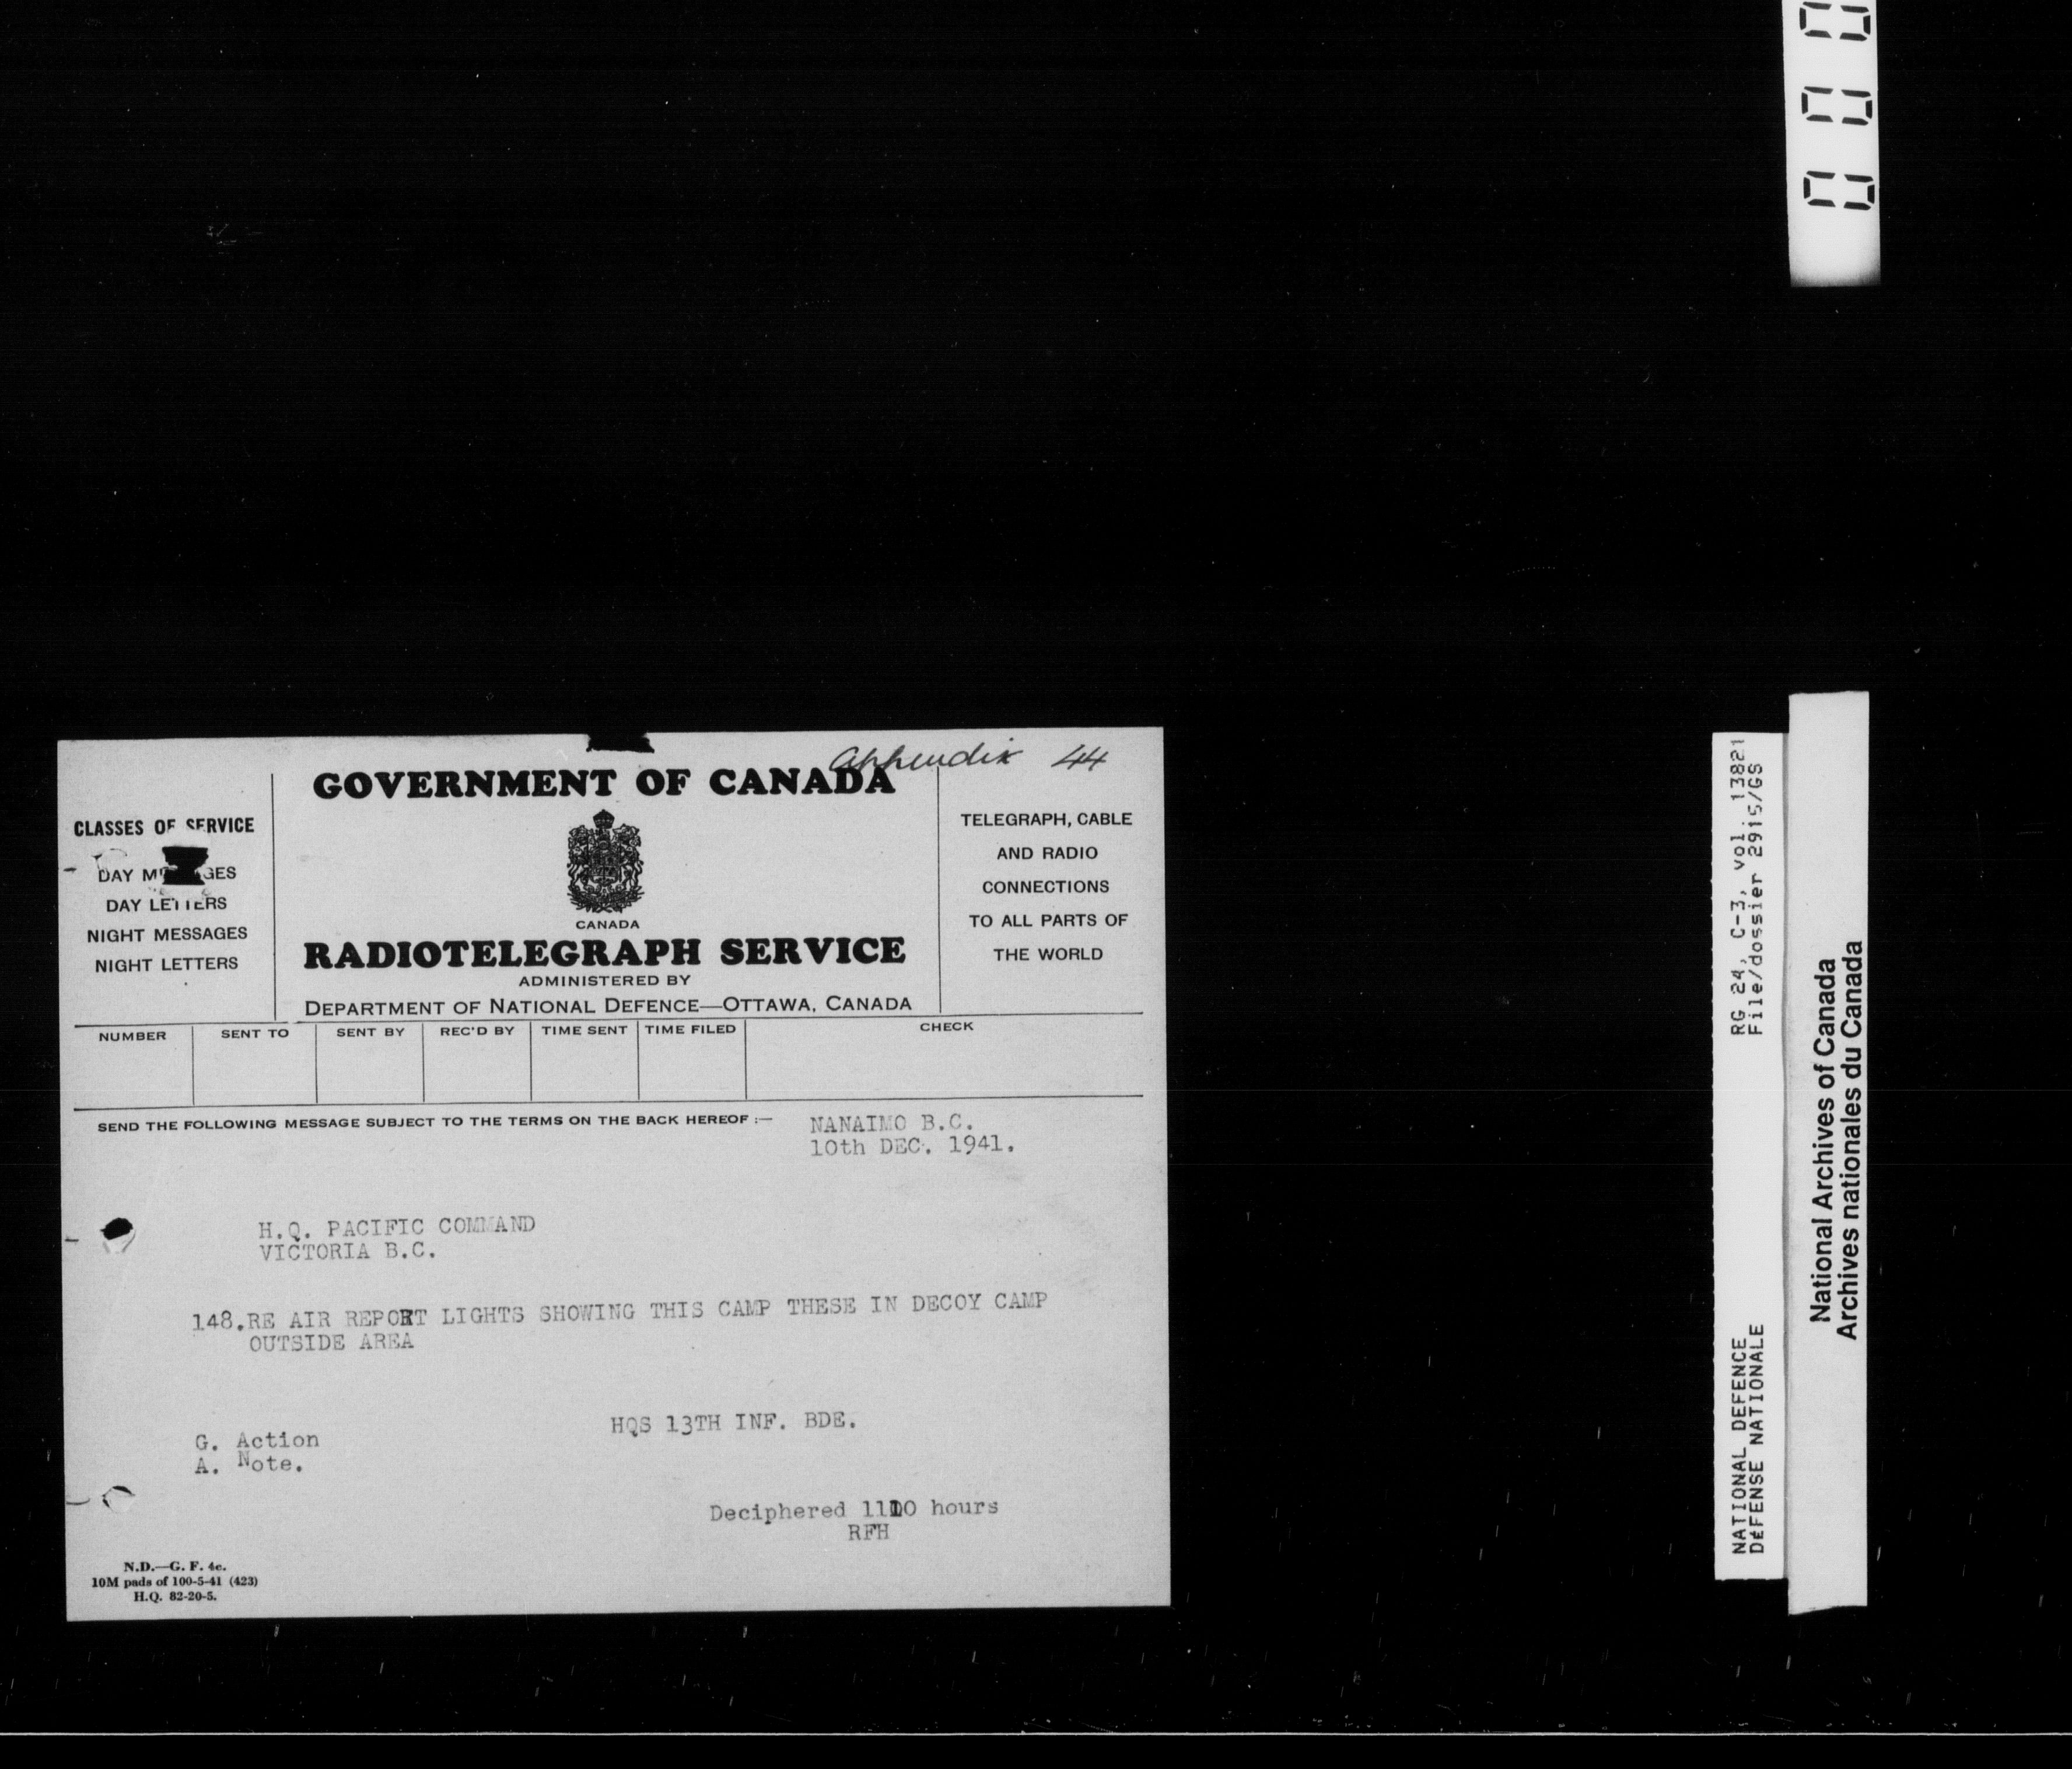 Appendix 44
GOVERNMENT OF CANADA
CLASSES OF SERVICE
DAY MESSAGES
DAY LETTERS
NIGHT MESSAGES
NIGHT LETTERS
CANADA
RADIOTELEGRAPH SERVICE
ADMINISTERED BY
DEPARTMENT OF NATIONAL DEFENCE—OTTAWA, CANADA
TELEGRAPH, CABLE
AND RADIO
CONNECTIONS
TO ALL PARTS OF
THE WORLD
NUMBER SENT TO SENT BY REC'D BY TIME SENT TIME FILED CHECK
SEND THE FOLLOWING MESSAGE SUBJECT TO THE TERMS ON THE BACK HEREOF :—
NANAIMO B.C.
10th DEC. 1941.
H.Q. PACIFIC COMMAND
VICTORIA B.C.
148.RE AIR REPORT LIGHTS SHOWING THIS CAMP THESE IN DECOY CAMP
OUTSIDE AREA
HQS 13TH INF. BDE.
G. Action
A. Note.
Deciphered 1110 hours
RFH
N.D.—G. F. 4c.
10M pads of 100-5-41 (423)
H.Q. 82-20-5.
NATIONAL DEFENCE RG 24, C-3, vol. 13821
DÉFENSE NATIONALE File/dossier 2915/GS
National Archives of Canada
Archives nationales du Canada
000